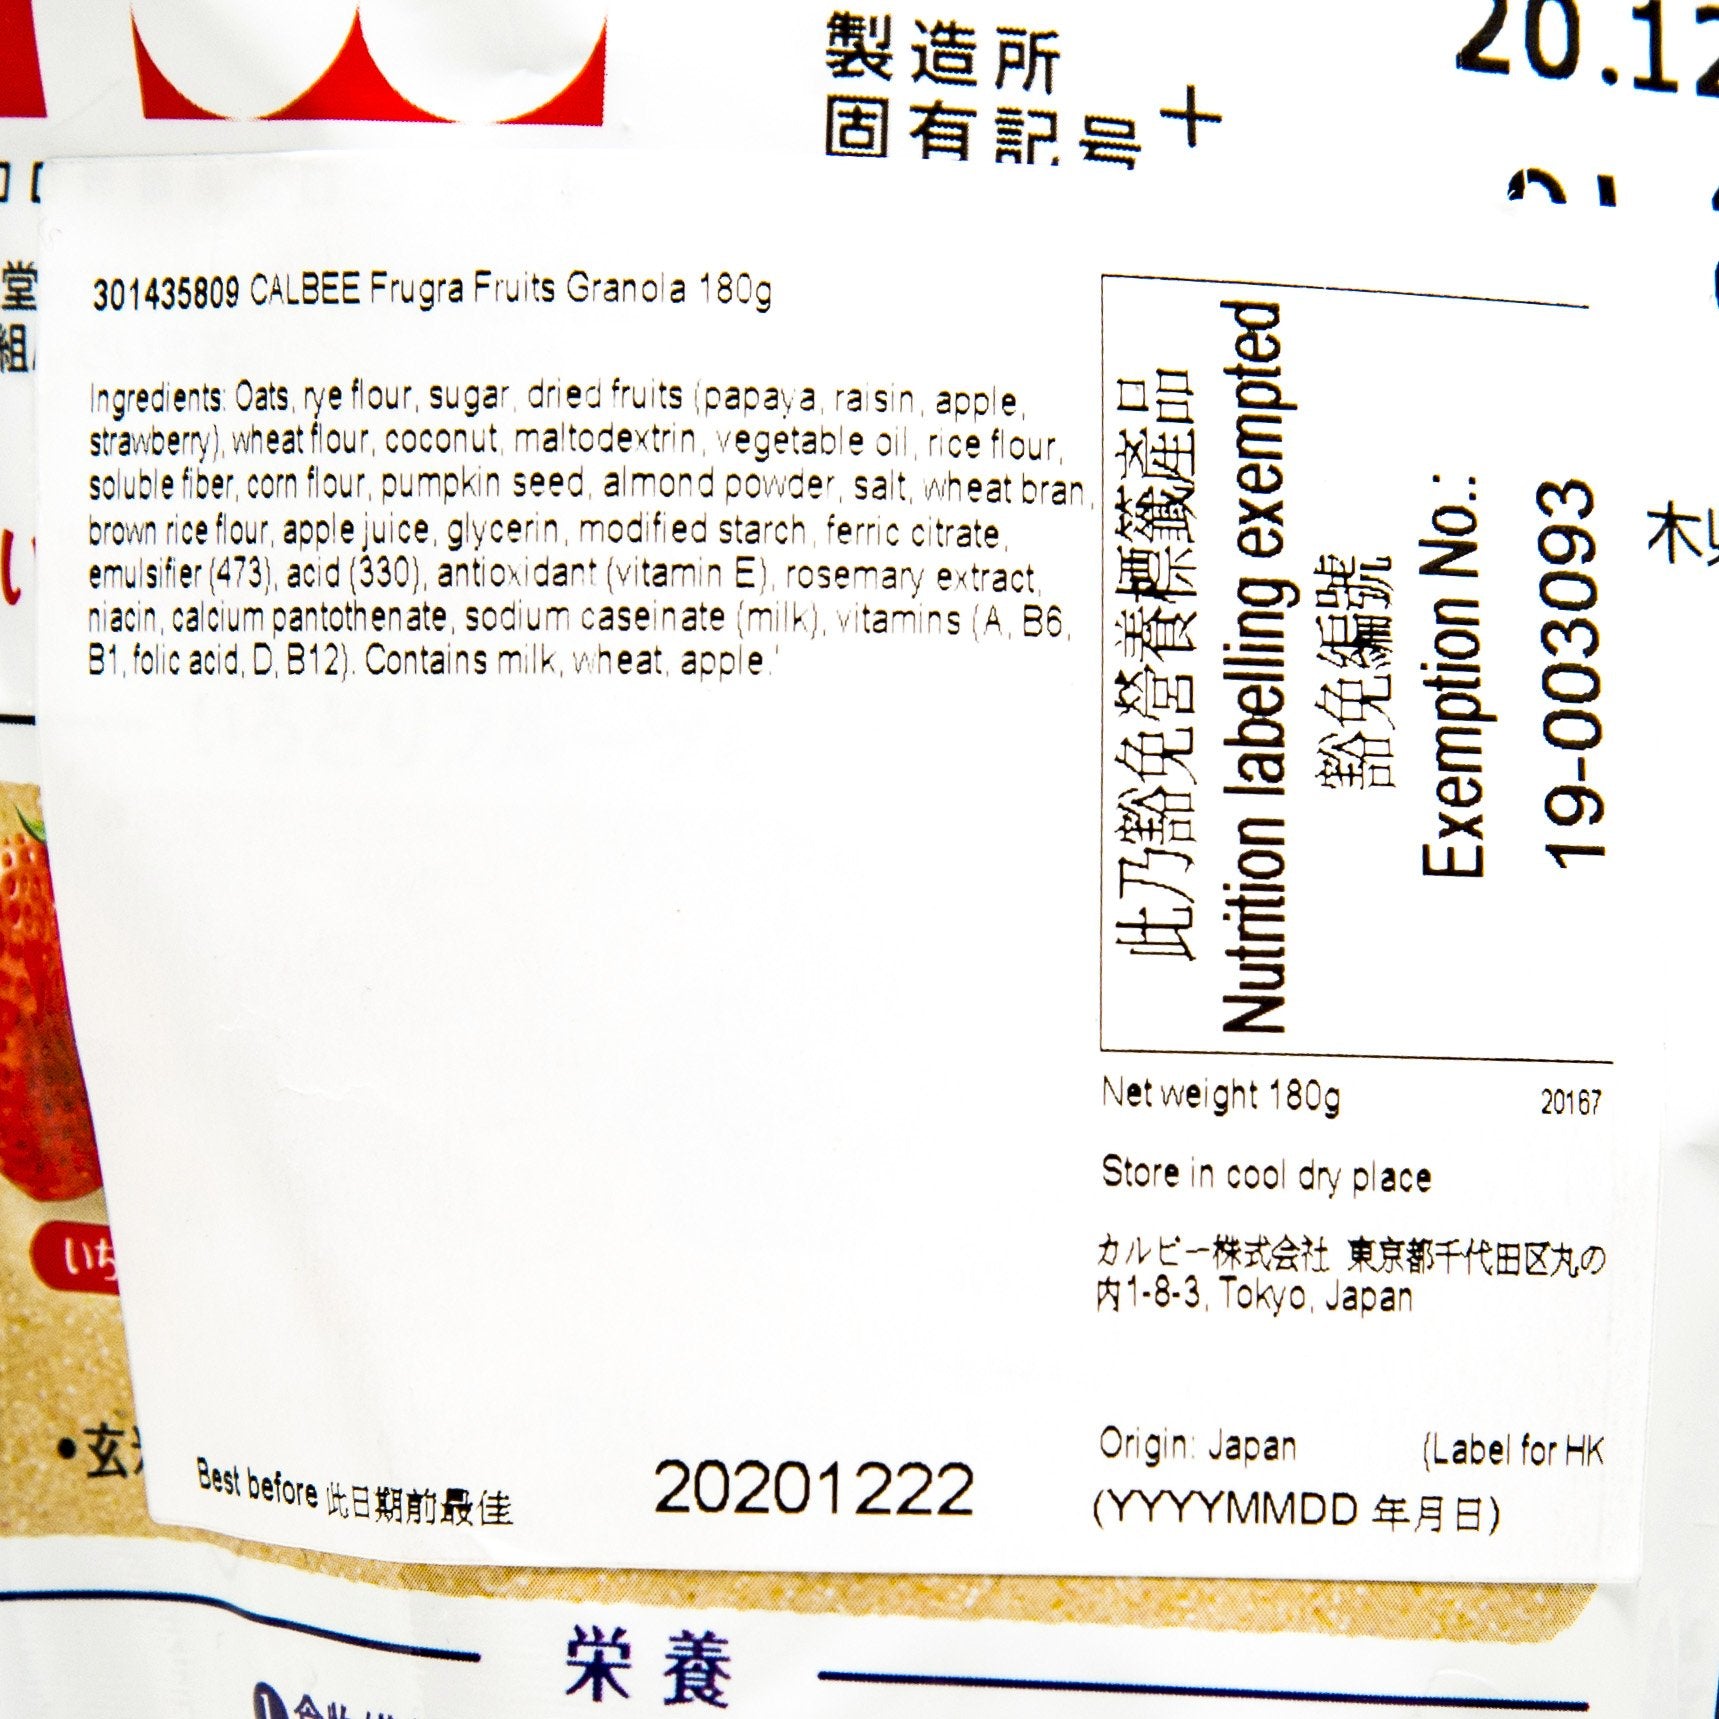 製造所
固有記号+
20.12
堂
組
301435809 CALBEE Frugra Fruits Granola 180g
Ingredients: Oats, rye flour, sugar, dried fruits (papaya, raisin, apple,
strawberry), wheat flour, coconut, maltodextrin, vegetable oil, rice flour,
soluble fiber, corn flour, pumpkin seed, almond powder, salt, wheat bran,
brown rice flour, apple juice, glycerin, modified starch, ferric citrate,
emulsifier (473), acid (330), antioxidant (vitamin E), rosemary extract,
niacin, calcium pantothenate, sodium caseinate (milk), vitamins (A, B6,
B1, folic acid, D, B12). Contains milk, wheat, apple.'
此乃豁免營養標籤產品
Nutrition labelling exempted
豁免編號
Exemption No.:
19-003093
い
Net weight 180g 20167
Store in cool dry place
カルビー株式会社 東京都千代田区丸の
内1-8-3, Tokyo, Japan
いち
Origin: Japan (Label for HK
•玄米
Best before 此日期前最佳 20201222 (YYYYMMDD 年月日)
栄養